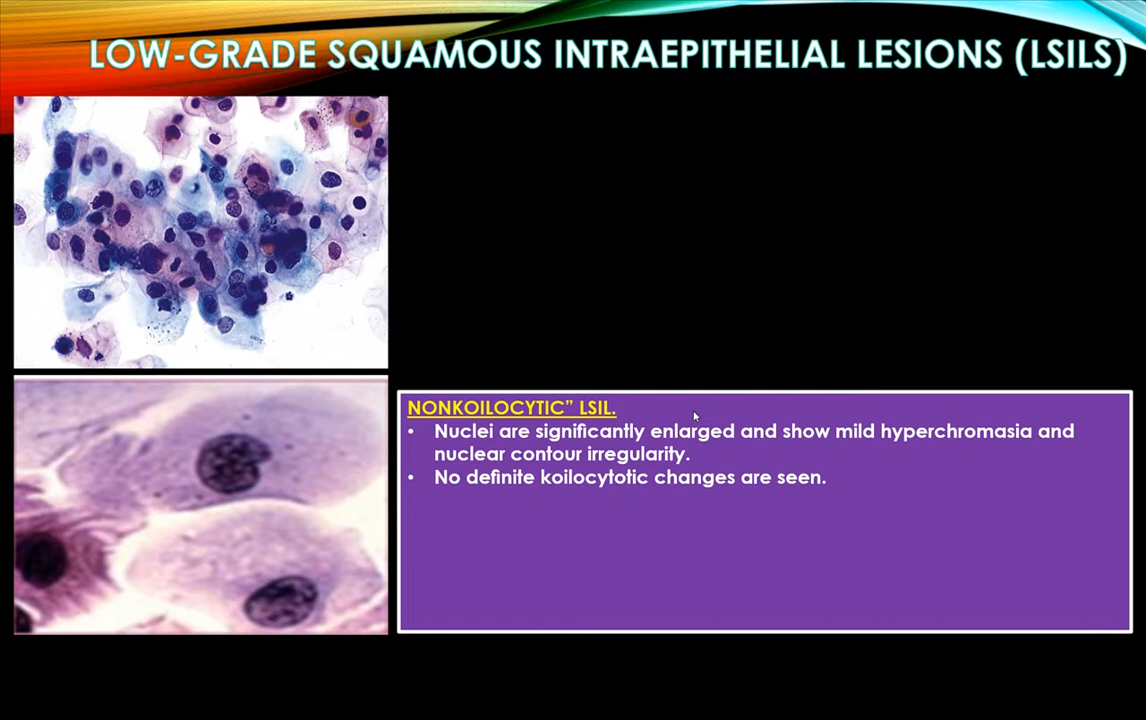 LOW-GRADE SQUAMOUS INTRAEPITHELIAL LESIONS (LSILS)
NONKOILOCYTIC” LSIL.
• Nuclei are significantly enlarged and show mild hyperchromasia and
nuclear contour irregularity.
• No definite koilocytotic changes are seen.